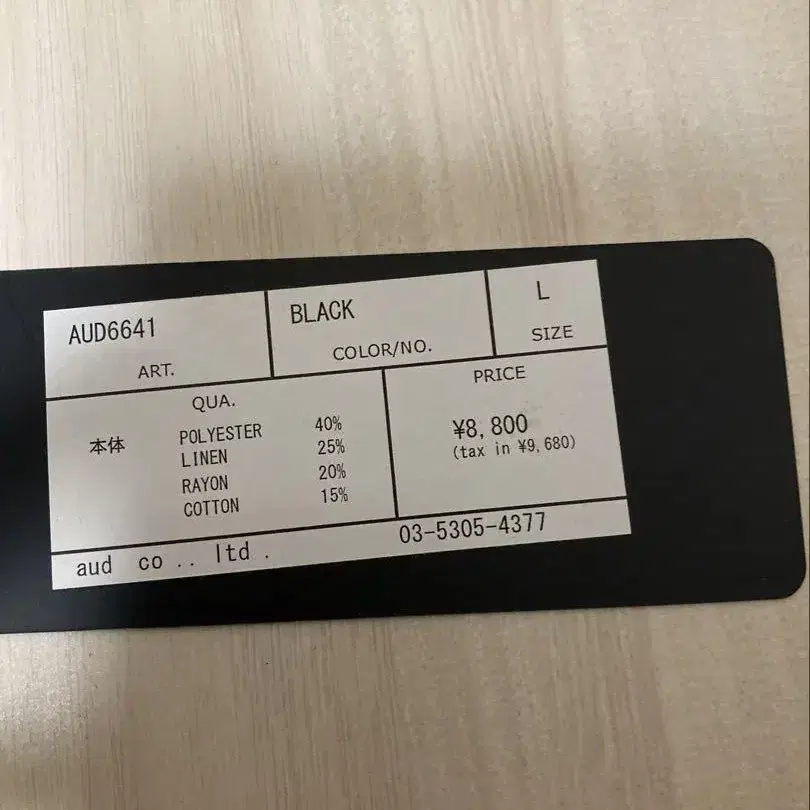 AUD6641
ART.
BLACK
COLOR/NO.
L
SIZE
QUA.
本体
POLYESTER 40%
LINEN 25%
RAYON 20%
COTTON 15%
PRICE
¥8,800
(tax in ¥9,680)
aud co .. ltd .
03-5305-4377